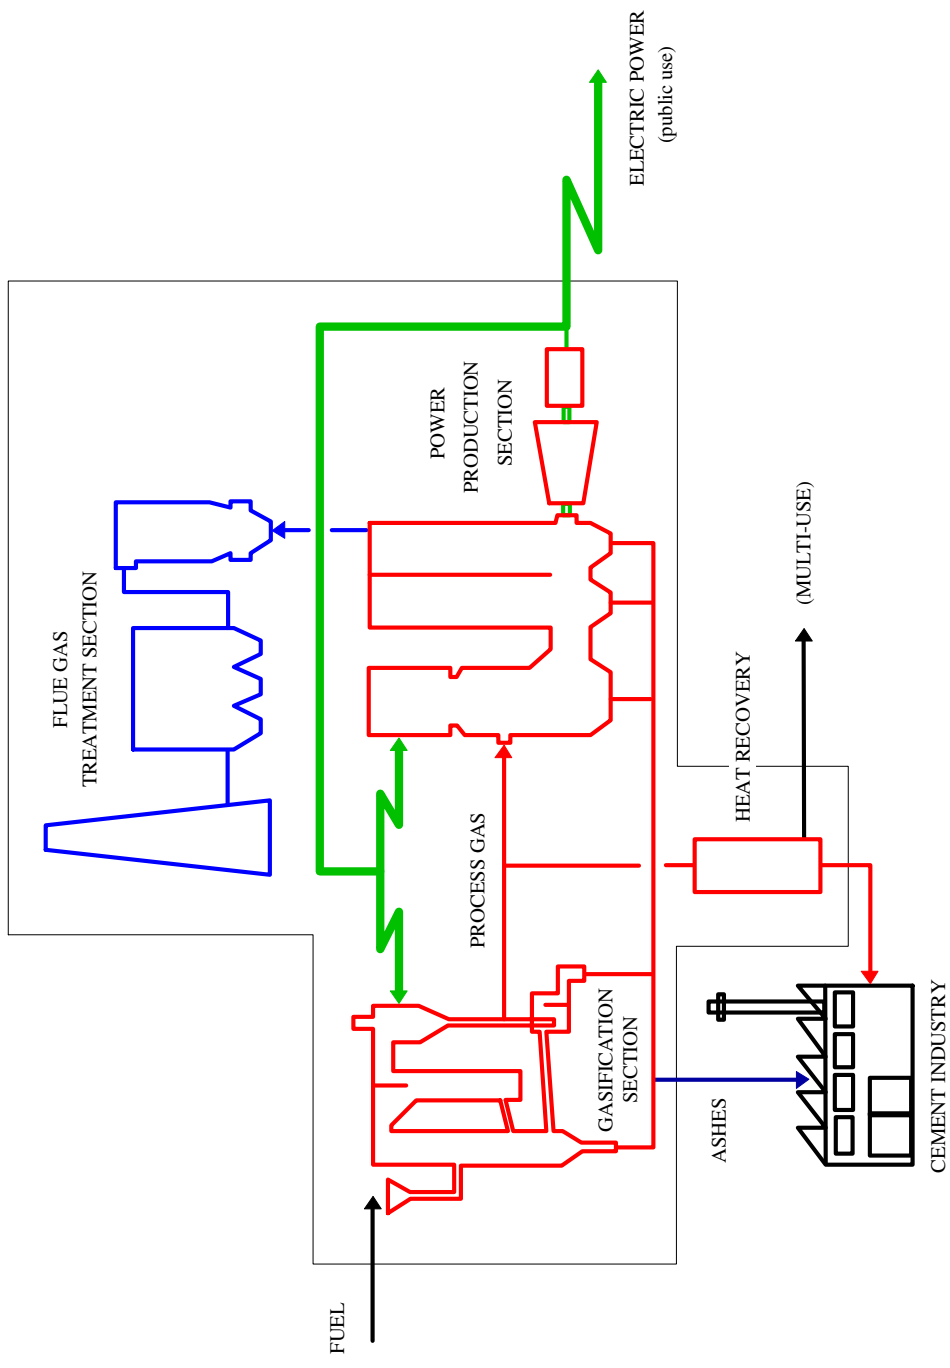 FLUE GAS
TREATMENT SECTION
ELECTRIC POWER
(public use)
POWER
PRODUCTION
SECTION
PROCESS GAS
FUEL
GASIFICATION
SECTION
HEAT RECOVERY
(MULTI-USE)
ASHES
CEMENT INDUSTRY